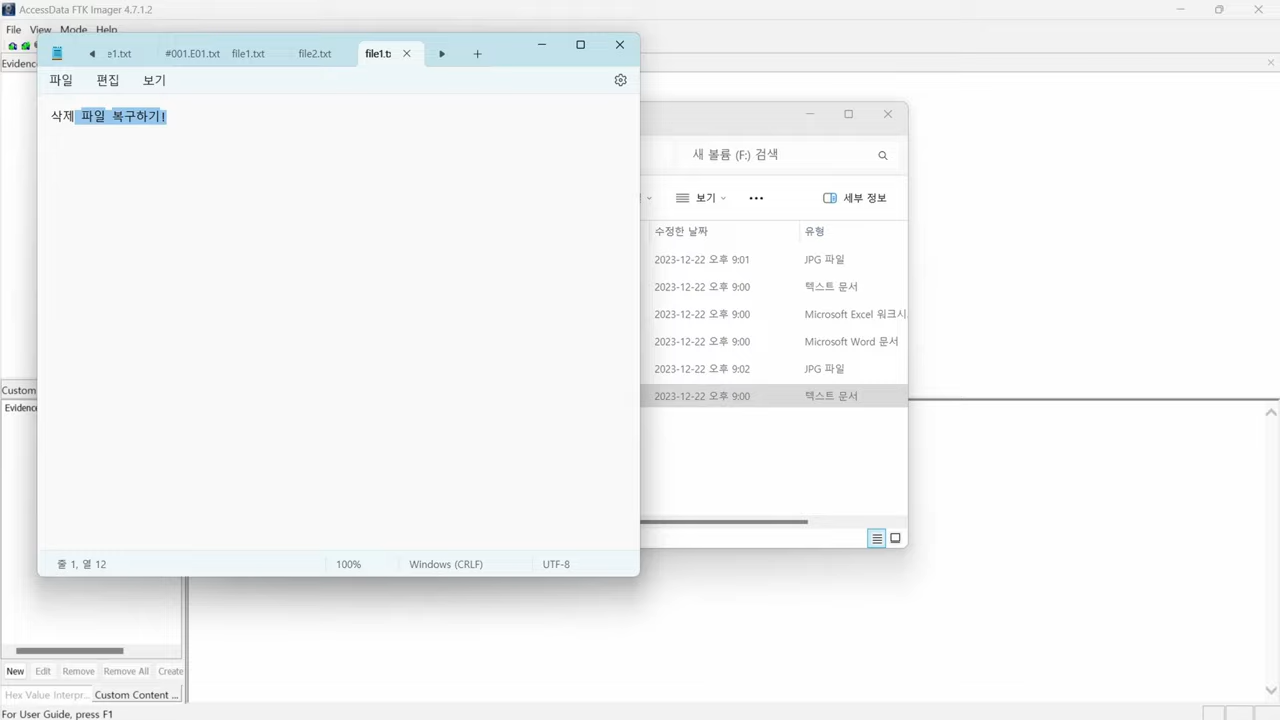 AccessData FTK Imager 4.7.1.2
File View Mode Help
Evidenc
e1.txt #001.E01.txt file1.txt file2.txt file1.t
파일 편집 보기
삭제 파일 복구하기!
줄 1, 열 12 100% Windows (CRLF) UTF-8
새 볼륨 (F:) 검색
보기 ••• 세부 정보
수정한 날짜 유형
2023-12-22 오후 9:01 JPG 파일
2023-12-22 오후 9:00 텍스트 문서
2023-12-22 오후 9:00 Microsoft Excel 워크시
2023-12-22 오후 9:00 Microsoft Word 문서
2023-12-22 오후 9:02 JPG 파일
2023-12-22 오후 9:00 텍스트 문서
Custom
Evidenc
New Edit Remove Remove All Create
Hex Value Interpr... Custom Content ...
For User Guide, press F1